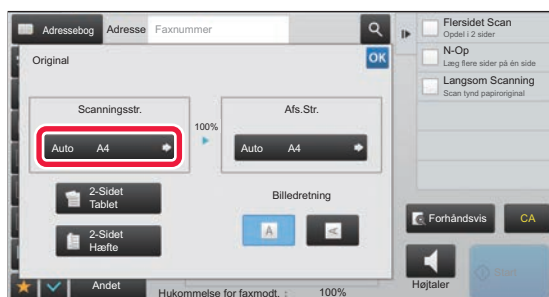 Adressebog
Adresse
Faxnummer
Original
OK
Scanningsstr.
Auto A4
100%
Afs.Str.
Auto A4
2-Sidet
Tablet
2-Sidet
Hæfte
Billedretning
A
A
Andet
Hukommelse for faxmodt. : 100%
Flersidet Scan
Opdel i 2 sider
N-Op
Læg flere sider på én side
Langsom Scanning
Scan tynd papiroriginal
Forhåndsvis
CA
Højtaler
Start